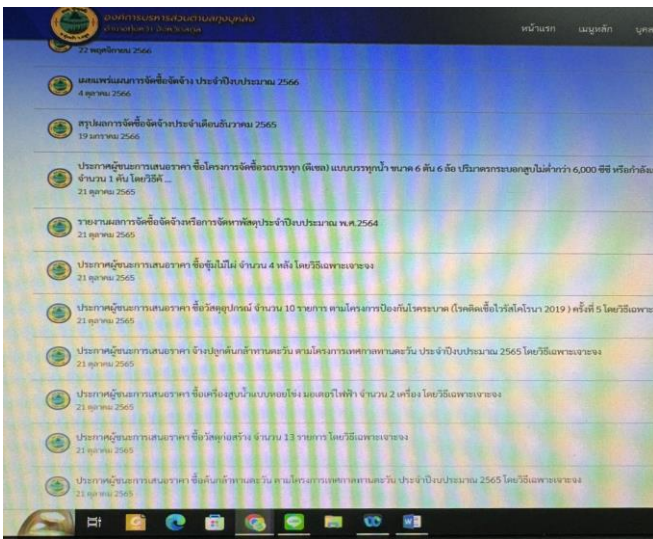 องค์การบริหารส่วนตำบลทุ่งบุหลัง
หน้าแรก เมนูหลัก
22 พฤศจิกายน 2566
เผยแพร่แผนการจัดซื้อจัดจ้าง ประจำปีงบประมาณ 2566
4 ตุลาคม 2566
สรุปผลการจัดซื้อจัดจ้างประจำเดือนธันวาคม 2565
19 มกราคม 2566
ประกาศผู้ชนะการเสนอราคา ซื้อโครงการจัดซื้อรถบรรทุก (ดีเซล) แบบบรรทุกน้ำ ขนาด 6 ตัน 6 ล้อ ปริมาตรกระบอกสูบไม่ต่ำกว่า 6,000 ซีซี หรือกำลัง
จำนวน 1 คัน โดยวิธีคั...
21 ตุลาคม 2565
รายงานผลการจัดซื้อจัดจ้างหรือการจัดหาพัสดุประจำปีงบประมาณ พ.ศ.2564
21 ตุลาคม 2565
ประกาศผู้ชนะการเสนอราคา ซื้อซุ้มไม้ไผ่ จำนวน 4 หลัง โดยวิธีเฉพาะเจาะจง
21 ตุลาคม 2565
ประกาศผู้ชนะการเสนอราคา ซื้อวัสดุอุปกรณ์ จำนวน 10 รายการ ตามโครงการป้องกันโรคระบาด (โรคติดเชื้อไวรัสโคโรนา 2019 ) ครั้งที่ 5 โดยวิธีเฉพาะ
21 ตุลาคม 2565
ประกาศผู้ชนะการเสนอราคา จ้างปลูกต้นกล้าทานตะวัน ตามโครงการเทศกาลทานตะวัน ประจำปีงบประมาณ 2565 โดยวิธีเฉพาะเจาะจง
21 ตุลาคม 2565
ประกาศผู้ชนะการเสนอราคา ซื้อเครื่องสูบน้ำแบบหอยโข่ง มอเตอร์ไฟฟ้า จำนวน 2 เครื่อง โดยวิธีเฉพาะเจาะจง
21 ตุลาคม 2565
ประกาศผู้ชนะการเสนอราคา ซื้อวัสดุก่อสร้าง จำนวน 13 รายการ โดยวิธีเฉพาะเจาะจง
21 ตุลาคม 2565
ประกาศผู้ชนะการเสนอราคา ซื้อต้นกล้าทานตะวัน ตามโครงการเทศกาลทานตะวัน ประจำปีงบประมาณ 2565 โดยวิธีเฉพาะเจาะจง
21 ตุลาคม 2565